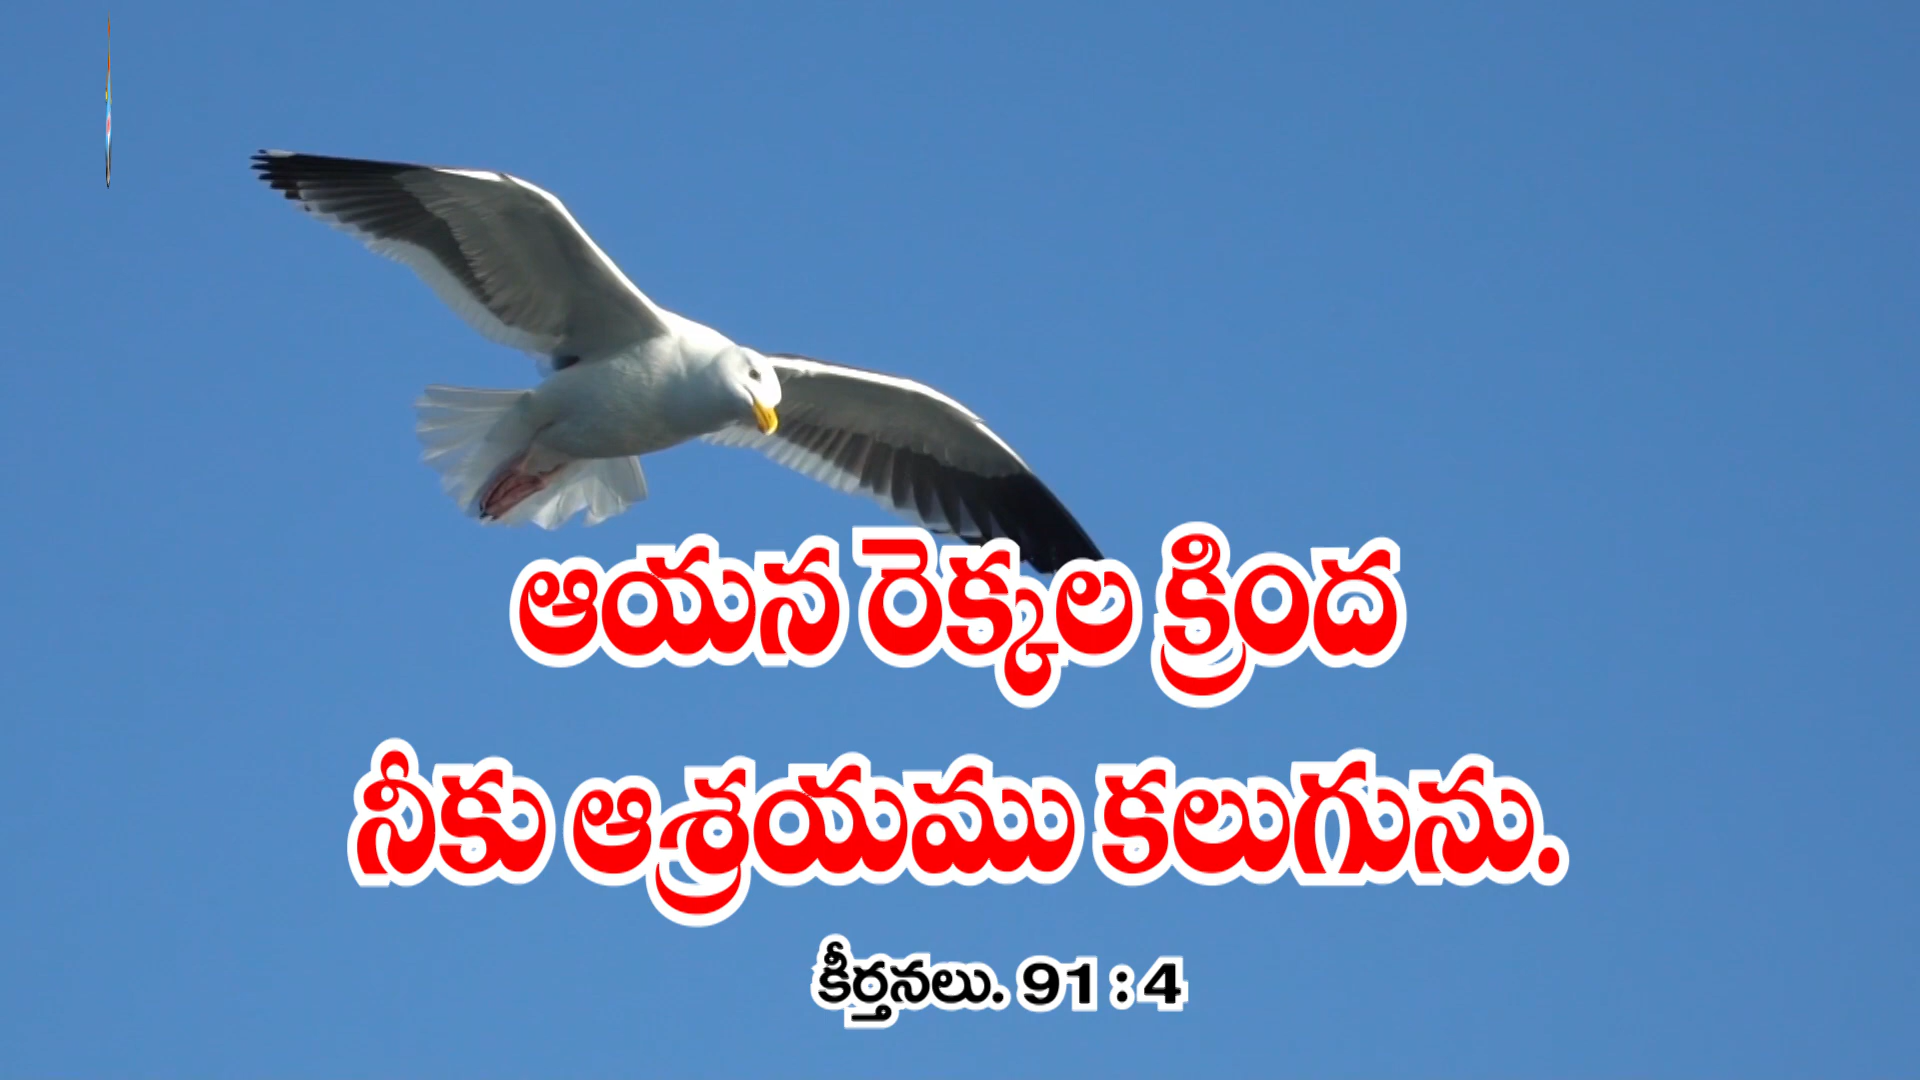 ఆయన రెక్కల క్రింద
నీకు ఆశ్రయము కలుగును.
కీర్తనలు. 91 : 4